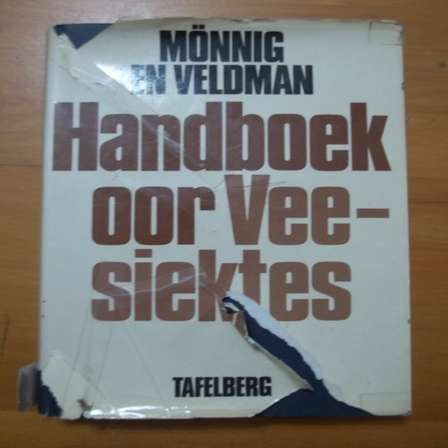 MÖNNIG
EN VELDMAN
Handboek
oor Vee-
siektes
TAFELBERG